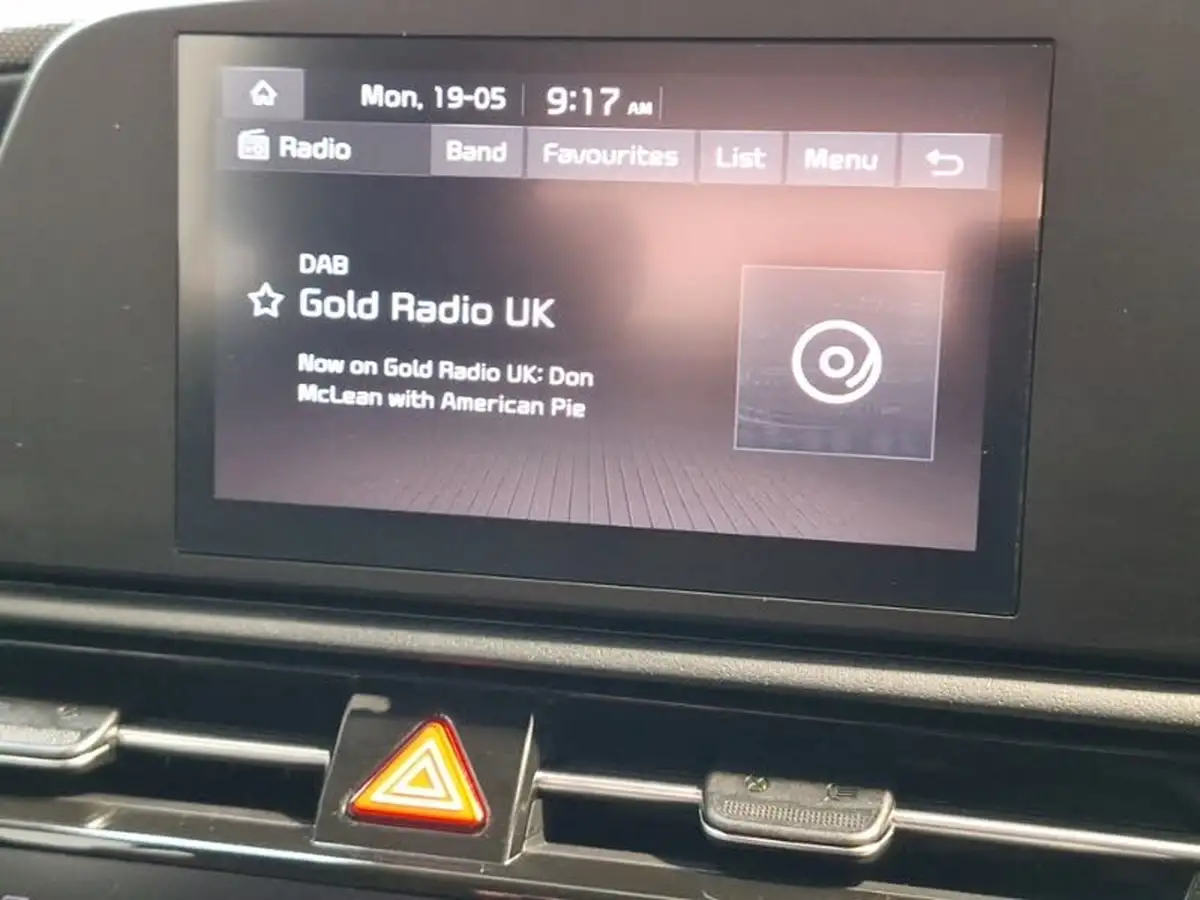 Mon, 19-05 9:17 AM
Radio Band Favourites List Menu
DAB
Gold Radio UK
Now on Gold Radio UK: Don
McLean with American Pie